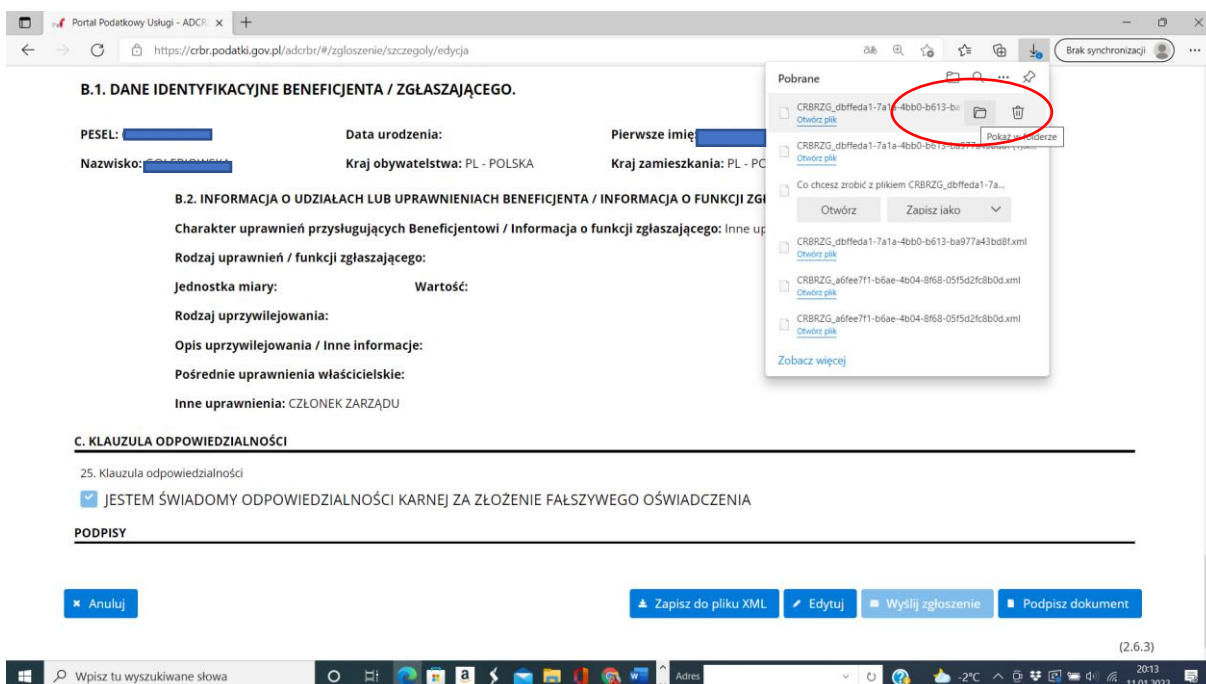 Portal Podatkowy Usługi - ADCR
https://crbr.podatki.gov.pl/adcrbr/#/zgloszenie/szczegoly/edycja
Brak synchronizacji
Pobrane
CRBRZG_dbffeda1-7a1a-4bb0-b613-ba
Otwórz plik
Pokaż w folderze
CRBRZG_dbffeda1-7a1a-4bb0-b613-ba977a43bd8f (1).x...
Otwórz plik
Co chcesz zrobić z plikiem CRBRZG_dbffeda1-7a...
Otwórz Zapisz jako
CRBRZG_dbffeda1-7a1a-4bb0-b613-ba977a43bd8f.xml
Otwórz plik
CRBRZG_a6fee7f1-b6ae-4b04-8f68-05f5d2fc8b0d.xml
Otwórz plik
CRBRZG_a6fee7f1-b6ae-4b04-8f68-05f5d2fc8b0d.xml
Otwórz plik
Zobacz więcej
B.1. DANE IDENTYFIKACYJNE BENEFICJENTA / ZGŁASZAJĄCEGO.
PESEL: Data urodzenia: Pierwsze imię:
Nazwisko: Kraj obywatelstwa: PL - POLSKA Kraj zamieszkania: PL - PO
B.2. INFORMACJA O UDZIAŁACH LUB UPRAWNIENIACH BENEFICJENTA / INFORMACJA O FUNKCJI ZGŁ
Charakter uprawnień przysługujących Beneficjentowi / Informacja o funkcji zgłaszającego: Inne up
Rodzaj uprawnień / funkcji zgłaszającego:
Jednostka miary: Wartość:
Rodzaj uprzywilejowania:
Opis uprzywilejowania / Inne informacje:
Pośrednie uprawnienia właścicielskie:
Inne uprawnienia: CZŁONEK ZARZĄDU
C. KLAUZULA ODPOWIEDZIALNOŚCI
25. Klauzula odpowiedzialności
JESTEM ŚWIADOMY ODPOWIEDZIALNOŚCI KARNEJ ZA ZŁOŻENIE FAŁSZYWEGO OŚWIADCZENIA
PODPISY
Anuluj Zapisz do pliku XML Edytuj Wyślij zgłoszenie Podpisz dokument
(2.6.3)
Wpisz tu wyszukiwane słowa Adres -2°C 20:13
11.01.2022